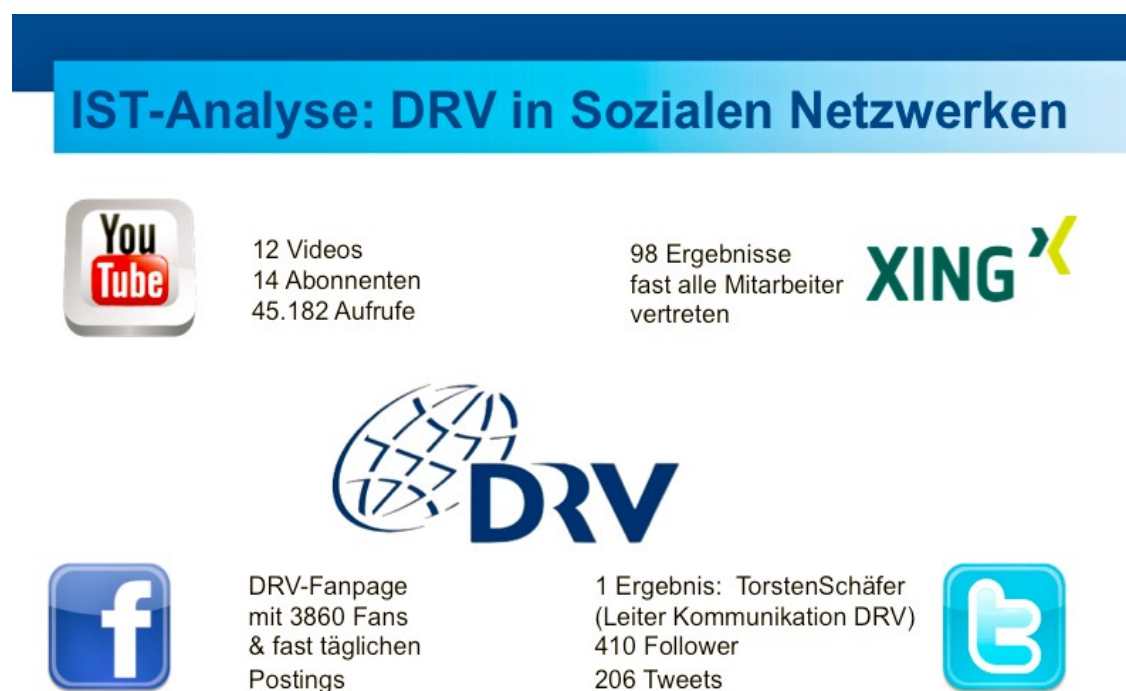 IST-Analyse: DRV in Sozialen Netzwerken
You
Tube
12 Videos
14 Abonnenten
45.182 Aufrufe
98 Ergebnisse
fast alle Mitarbeiter
vertreten
XING
DRV
f
DRV-Fanpage
mit 3860 Fans
& fast täglichen
Postings
1 Ergebnis: TorstenSchäfer
(Leiter Kommunikation DRV)
410 Follower
206 Tweets
t